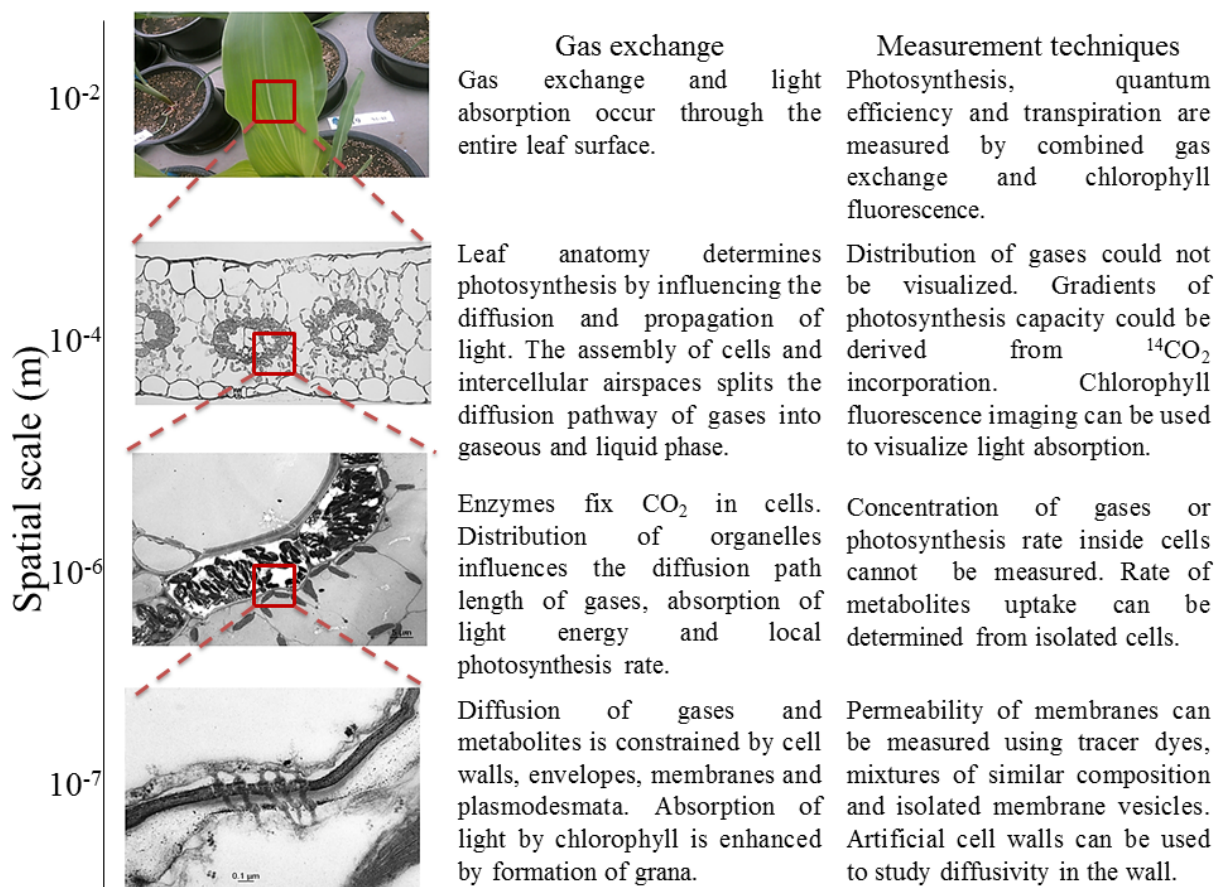 Spatial scale (m)
10-2
10-4
10-6
10-7
Gas exchange
Gas exchange and light
absorption occur through the
entire leaf surface.
Measurement techniques
Photosynthesis, quantum
efficiency and transpiration are
measured by combined gas
exchange and chlorophyll
fluorescence.
Leaf anatomy determines
photosynthesis by influencing the
diffusion and propagation of
light. The assembly of cells and
intercellular airspaces splits the
diffusion pathway of gases into
gaseous and liquid phase.
Distribution of gases could not
be visualized. Gradients of
photosynthesis capacity could be
derived from 14CO2
incorporation. Chlorophyll
fluorescence imaging can be used
to visualize light absorption.
Enzymes fix CO2 in cells.
Distribution of organelles
influences the diffusion path
length of gases, absorption of
light energy and local
photosynthesis rate.
Concentration of gases or
photosynthesis rate inside cells
cannot be measured. Rate of
metabolites uptake can be
determined from isolated cells.
Diffusion of gases and
metabolites is constrained by cell
walls, envelopes, membranes and
plasmodesmata. Absorption of
light by chlorophyll is enhanced
by formation of grana.
Permeability of membranes can
be measured using tracer dyes,
mixtures of similar composition
and isolated membrane vesicles.
Artificial cell walls can be used
to study diffusivity in the wall.
0.1 μm